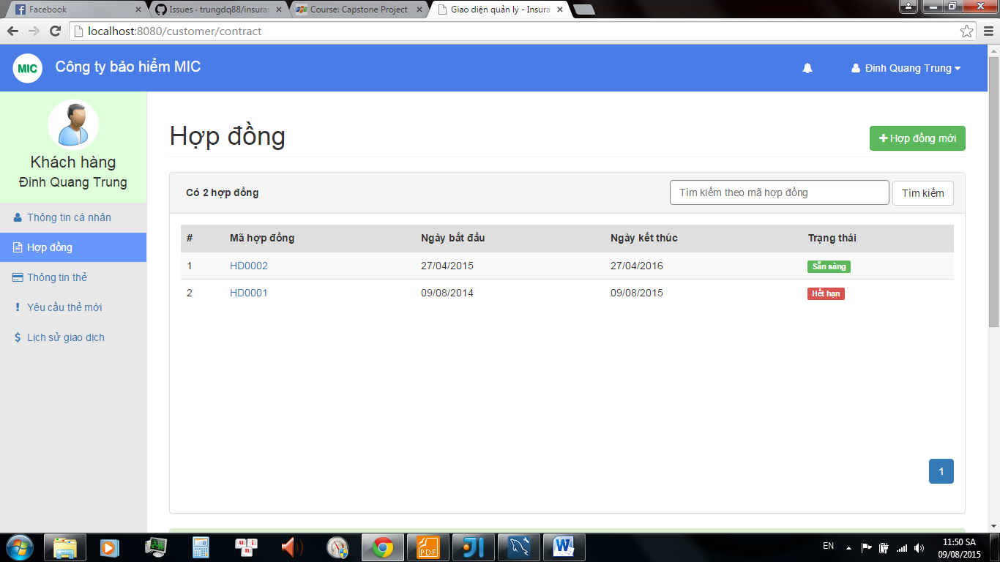 Facebook
Issues · trungdq88/insurar
Course: Capstone Project
Giao diện quản lý - Insura
localhost:8080/customer/contract
MIC
Công ty bảo hiểm MIC
Đinh Quang Trung
Khách hàng
Đinh Quang Trung
Thông tin cá nhân
Hợp đồng
Thông tin thẻ
Yêu cầu thẻ mới
Lịch sử giao dịch
Hợp đồng
Hợp đồng mới
Có 2 hợp đồng
Tìm kiếm theo mã hợp đồng
Tìm kiếm
# Mã hợp đồng Ngày bắt đầu Ngày kết thúc Trạng thái
1 HD0002 27/04/2015 27/04/2016 Sẵn sàng
2 HD0001 09/08/2014 09/08/2015 Hết hạn
1
EN
11:50 SA
09/08/2015